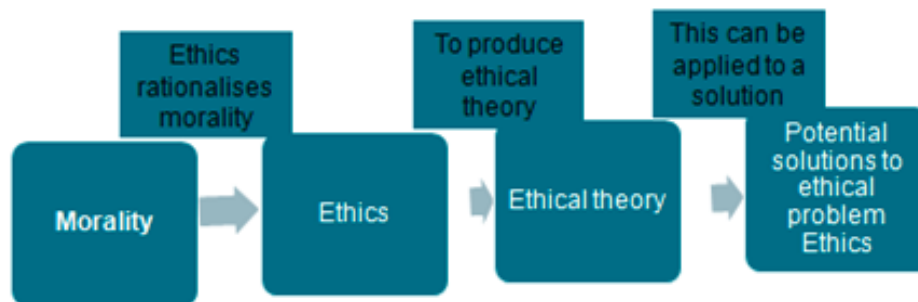 Ethics
rationalises
morality
To produce
ethical
theory
This can be
applied to a
solution
Morality
Ethics
Ethical theory
Potential
solutions to
ethical
problem
Ethics